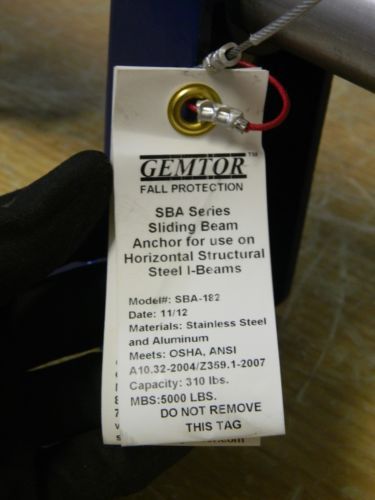 GEMTOR™
FALL PROTECTION
SBA Series
Sliding Beam
Anchor for use on
Horizontal Structural
Steel I-Beams
Model#: SBA-182
Date: 11/12
Materials: Stainless Steel
and Aluminum
Meets: OSHA, ANSI
A10.32-2004/Z359.1-2007
Capacity: 310 lbs.
MBS:5000 LBS.
DO NOT REMOVE
THIS TAG